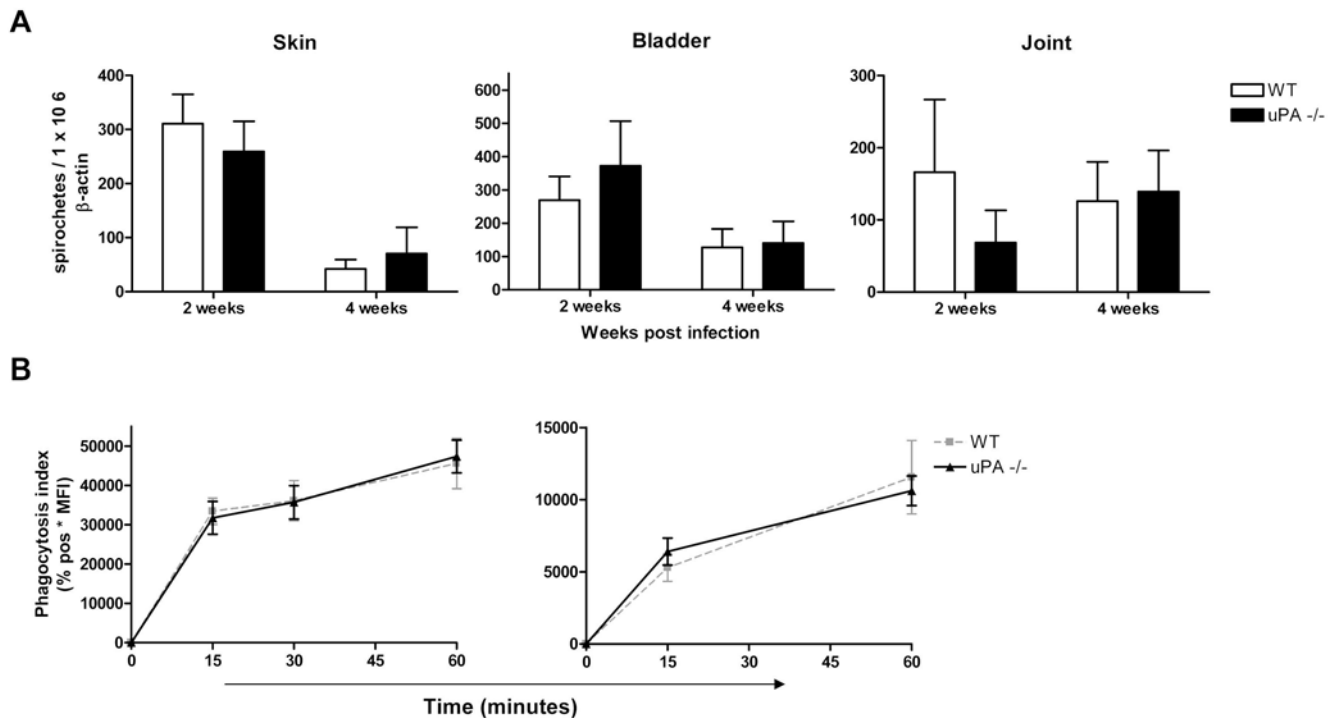 A
Skin
Bladder
Joint
spirochetes / 1 x 10 6
β-actin
400
300
200
100
0
2 weeks
4 weeks
600
500
400
300
200
100
0
2 weeks
4 weeks
300
200
100
0
2 weeks
4 weeks
WT
uPA -/-
Weeks post infection
B
Phagocytosis index
(% pos * MFI)
50000
40000
30000
20000
10000
0
0 15 30 45 60
15000
10000
5000
0
0 15 30 45 60
WT
uPA -/-
Time (minutes)